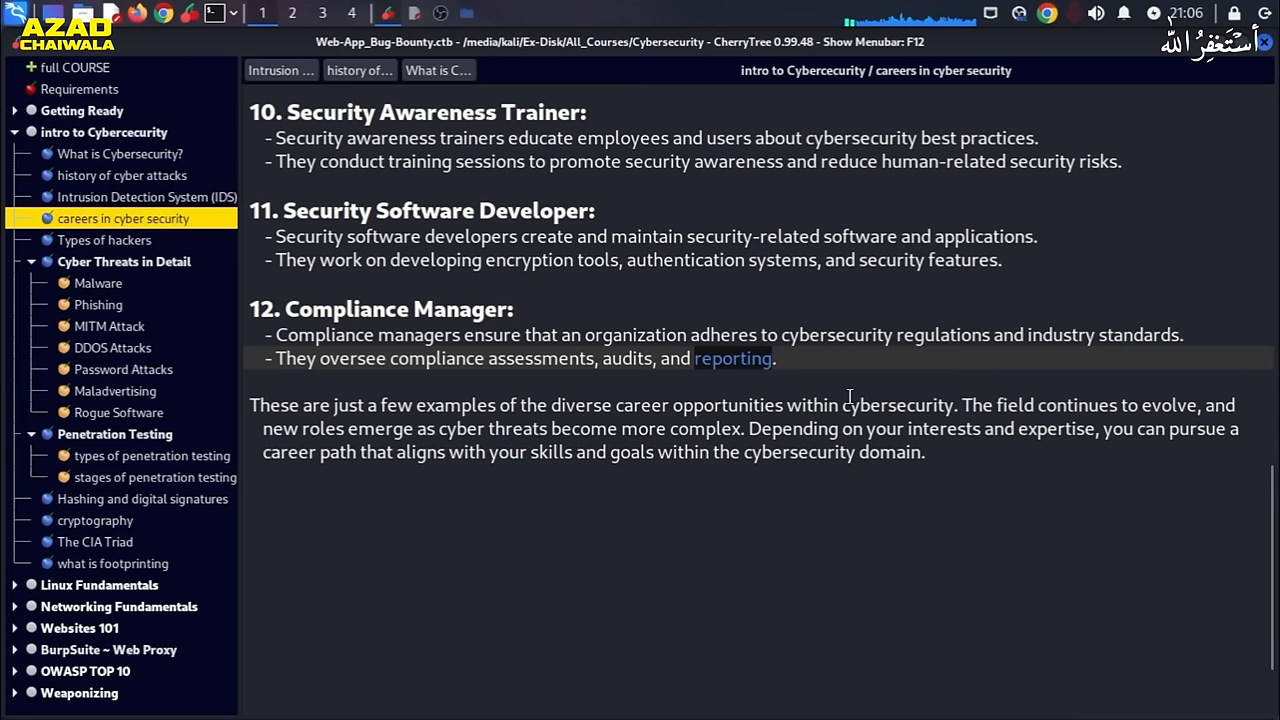 1 2 3 4
21:06
AZAD
CHAIWALA
Web-App_Bug-Bounty.ctb - /media/kali/Ex-Disk/All_Courses/Cybersecurity - CherryTree 0.99.48 - Show Menubar: F12
أستغفر الله
full COURSE
Requirements
Getting Ready
intro to Cybercecurity
What is Cybersecurity?
history of cyber attacks
Intrusion Detection System (IDS)
careers in cyber security
Types of hackers
Cyber Threats in Detail
Malware
Phishing
MITM Attack
DDOS Attacks
Password Attacks
Maladvertising
Rogue Software
Penetration Testing
types of penetration testing
stages of penetration testing
Hashing and digital signatures
cryptography
The CIA Triad
what is footprinting
Linux Fundamentals
Networking Fundamentals
Websites 101
BurpSuite ~ Web Proxy
OWASP TOP 10
Weaponizing
Intrusion ... history of... What is C...
intro to Cybercecurity / careers in cyber security
10. Security Awareness Trainer:
- Security awareness trainers educate employees and users about cybersecurity best practices.
- They conduct training sessions to promote security awareness and reduce human-related security risks.
11. Security Software Developer:
- Security software developers create and maintain security-related software and applications.
- They work on developing encryption tools, authentication systems, and security features.
12. Compliance Manager:
- Compliance managers ensure that an organization adheres to cybersecurity regulations and industry standards.
- They oversee compliance assessments, audits, and reporting.
These are just a few examples of the diverse career opportunities within cybersecurity. The field continues to evolve, and
new roles emerge as cyber threats become more complex. Depending on your interests and expertise, you can pursue a
career path that aligns with your skills and goals within the cybersecurity domain.